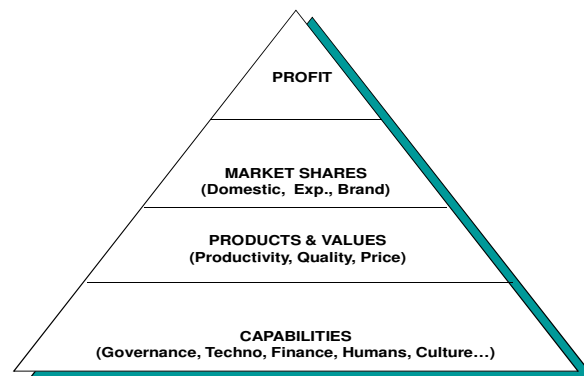 PROFIT
MARKET SHARES
(Domestic, Exp., Brand)
PRODUCTS & VALUES
(Productivity, Quality, Price)
CAPABILITIES
(Governance, Techno, Finance, Humans, Culture...)